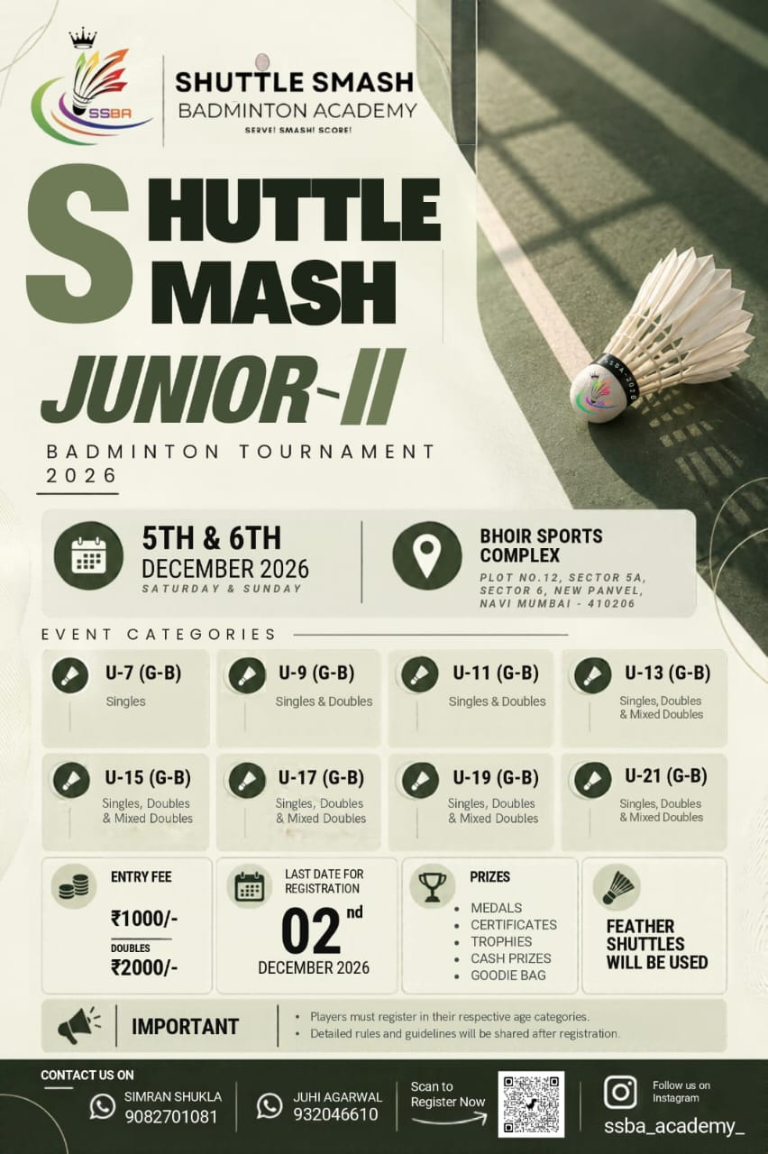 SSBA
SHUTTLE SMASH
BADMINTON ACADEMY
SERVE! SMASH! SCORE!
SHUTTLE
SMASH
JUNIOR-II
BADMINTON TOURNAMENT
2026
SSBA-2026
5TH & 6TH
DECEMBER 2026
SATURDAY & SUNDAY
BHOIR SPORTS
COMPLEX
PLOT NO.12, SECTOR 5A,
SECTOR 6, NEW PANVEL,
NAVI MUMBAI - 410206
EVENT CATEGORIES
U-7 (G-B)
Singles
U-9 (G-B)
Singles & Doubles
U-11 (G-B)
Singles & Doubles
U-13 (G-B)
Singles, Doubles
& Mixed Doubles
U-15 (G-B)
Singles, Doubles
& Mixed Doubles
U-17 (G-B)
Singles, Doubles
& Mixed Doubles
U-19 (G-B)
Singles, Doubles
& Mixed Doubles
U-21 (G-B)
Singles, Doubles
& Mixed Doubles
ENTRY FEE
₹1000/-
DOUBLES
₹2000/-
LAST DATE FOR
REGISTRATION
02nd
DECEMBER 2026
PRIZES
• MEDALS
• CERTIFICATES
• TROPHIES
• CASH PRIZES
• GOODIE BAG
FEATHER
SHUTTLES
WILL BE USED
IMPORTANT
• Players must register in their respective age categories.
• Detailed rules and guidelines will be shared after registration.
CONTACT US ON
SIMRAN SHUKLA
9082701081
JUHI AGARWAL
932046610
Scan to
Register Now
Follow us on
Instagram
ssba_academy_